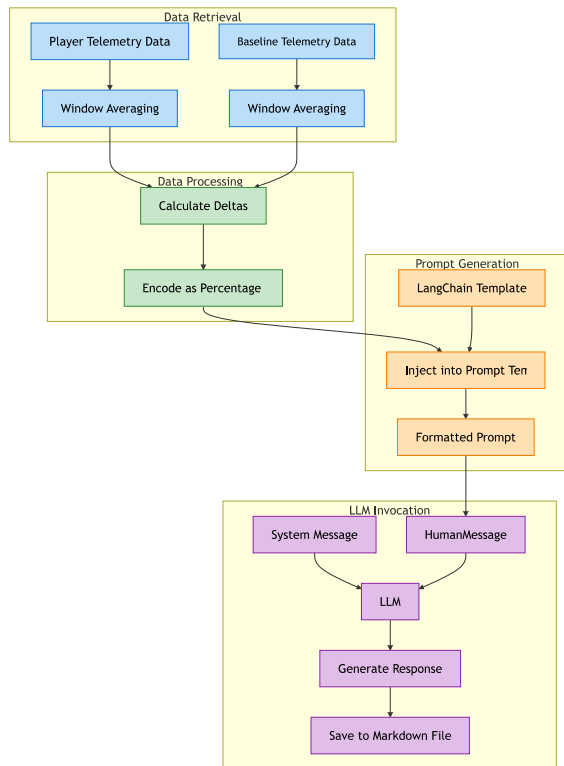 Data Retrieval
Player Telemetry Data
Baseline Telemetry Data
Window Averaging
Window Averaging
Data Processing
Calculate Deltas
Encode as Percentage
Prompt Generation
LangChain Template
Inject into Prompt Tem
Formatted Prompt
LLM Invocation
System Message
HumanMessage
LLM
Generate Response
Save to Markdown File